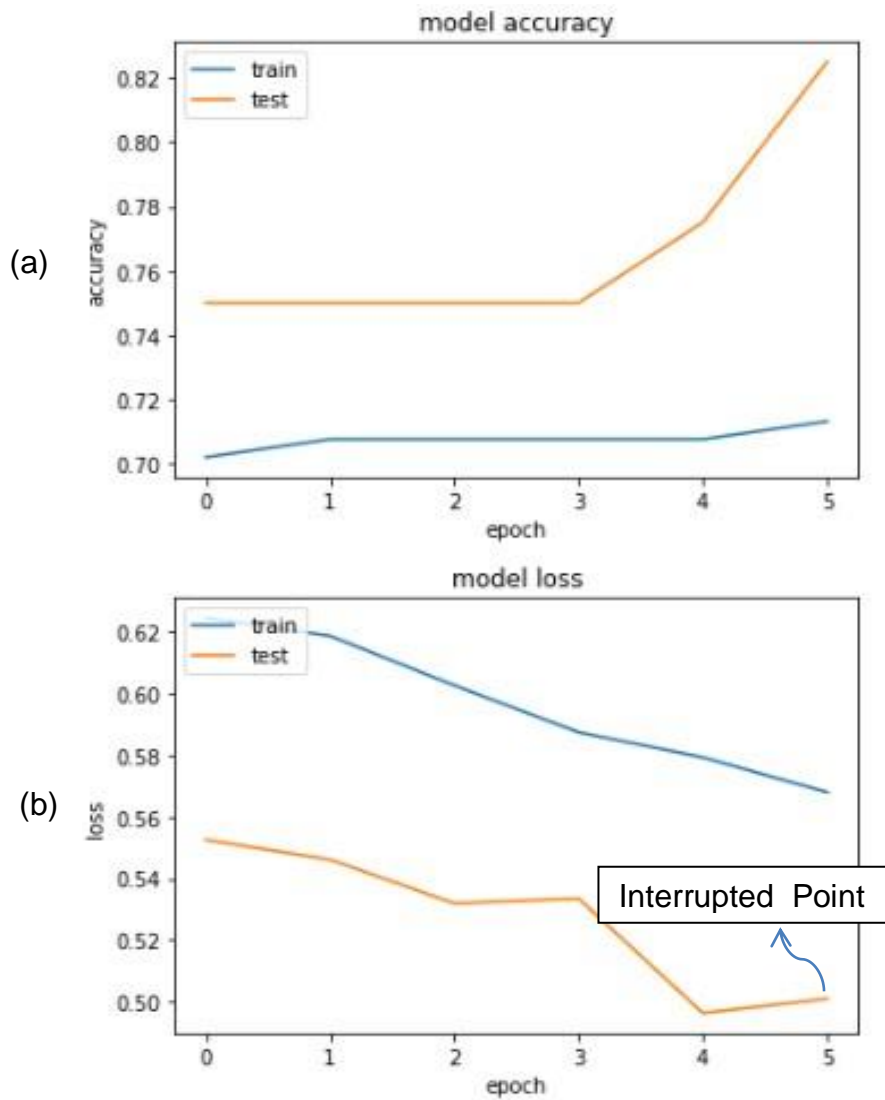 model accuracy
train
test
0.82
0.80
0.78
0.76
0.74
0.72
0.70
(a)
accuracy
0 1 2 3 4 5
epoch
model loss
train
test
0.62
0.60
0.58
0.56
0.54
0.52
0.50
(b)
loss
Interrupted Point
0 1 2 3 4 5
epoch